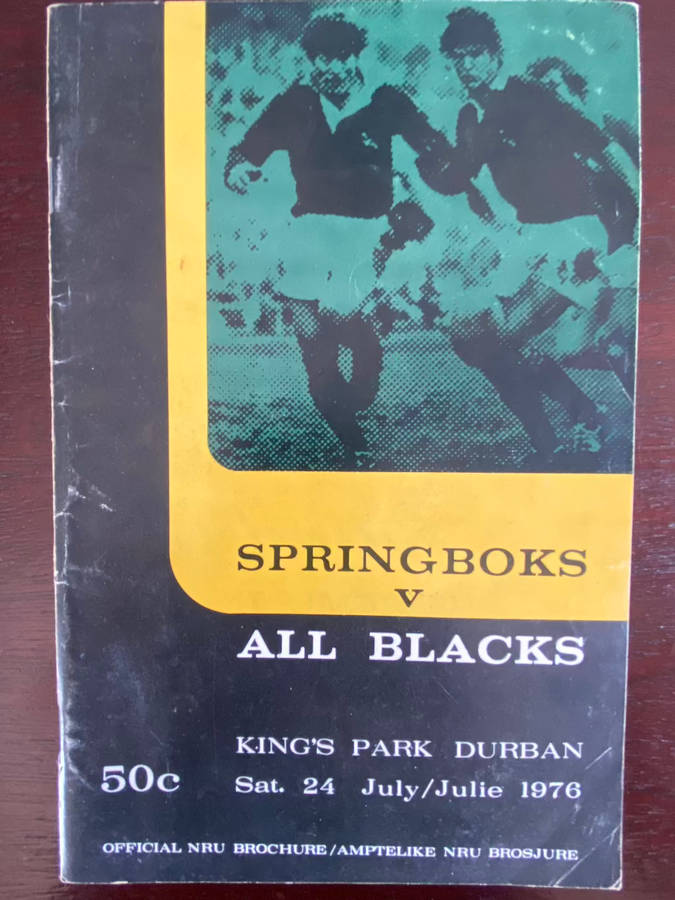 SPRINGBOKS
V
ALL BLACKS
KING'S PARK DURBAN
50c Sat. 24 July/Julie 1976
OFFICIAL NRU BROCHURE/AMPTELIKE NRU BROSJURE